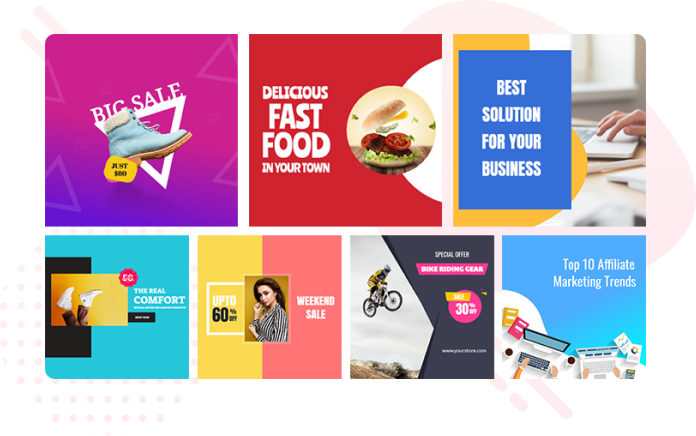 BIG SALE
JUST
$80
DELICIOUS
FAST
FOOD
IN YOUR TOWN
BEST
SOLUTION
FOR YOUR
BUSINESS
THE REAL
COMFORT
SHOP NOW
UPTO
60%
OFF
WEEKEND
SALE
SPECIAL OFFER
BIKE RIDING GEAR
SALE
30%
OFF
www.yourstore.com
Top 10 Affiliate
Marketing Trends